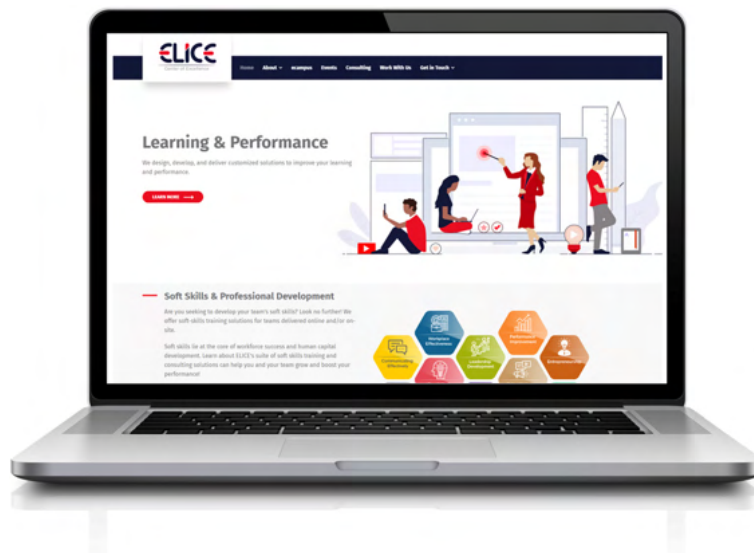 ELICE
Center of Excellence
Home About ecampus Events Consulting Work With Us Get in Touch
Learning & Performance
We design, develop, and deliver customized solutions to improve your learning
and performance.
LEARN MORE
Soft Skills & Professional Development
Are you seeking to develop your team's soft skills? Look no further! We
offer soft-skills training solutions for teams delivered online and/or on-
site.
Soft skills lie at the core of workforce success and human capital
development. Learn about ELICE's suite of soft skills training and
consulting solutions can help you and your team grow and boost your
performance!
Workplace
Effectiveness
Performance
Improvement
Communicating
Effectively
Leadership
Development
Entrepreneurship